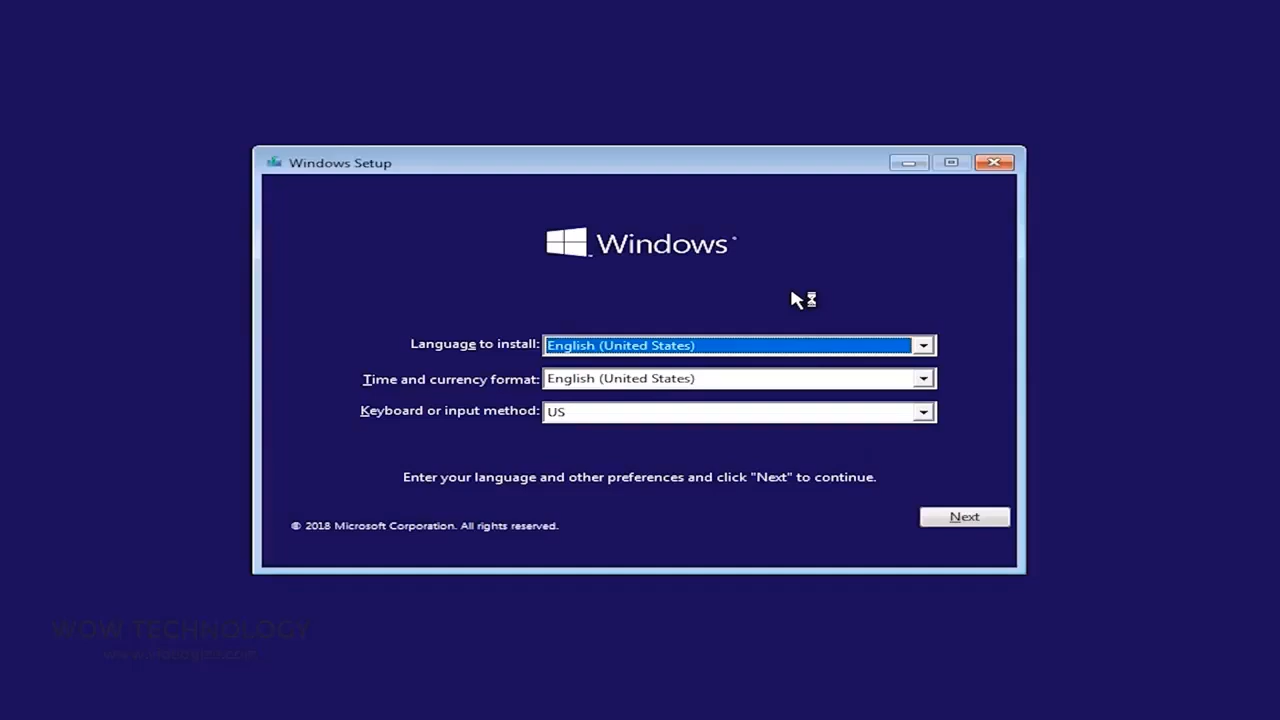 Windows Setup
Windows
Language to install: English (United States)
Time and currency format: English (United States)
Keyboard or input method: US
Enter your language and other preferences and click "Next" to continue.
Next
© 2018 Microsoft Corporation. All rights reserved.
WOW TECHNOLOGY